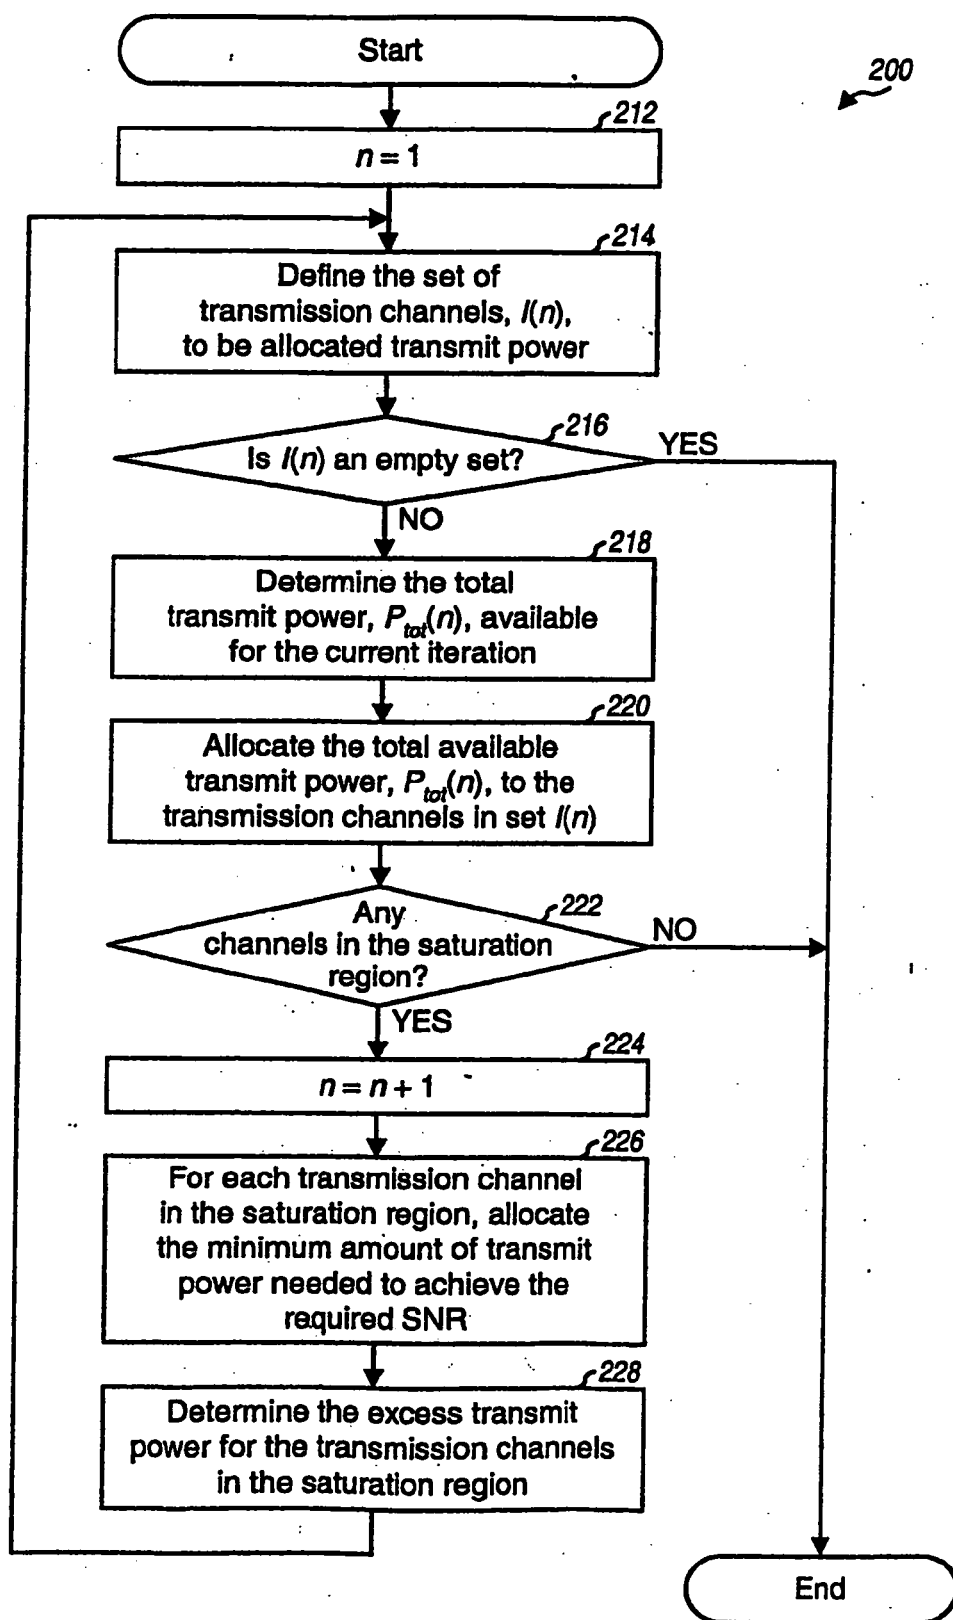 Start
200
212
n = 1
214
Define the set of
transmission channels, I(n),
to be allocated transmit power
216
Is I(n) an empty set?
YES
NO
218
Determine the total
transmit power, Ptot(n), available
for the current iteration
220
Allocate the total available
transmit power, Ptot(n), to the
transmission channels in set I(n)
222
Any
channels in the saturation
region?
NO
YES
224
n = n + 1
226
For each transmission channel
in the saturation region, allocate
the minimum amount of transmit
power needed to achieve the
required SNR
228
Determine the excess transmit
power for the transmission channels
in the saturation region
End